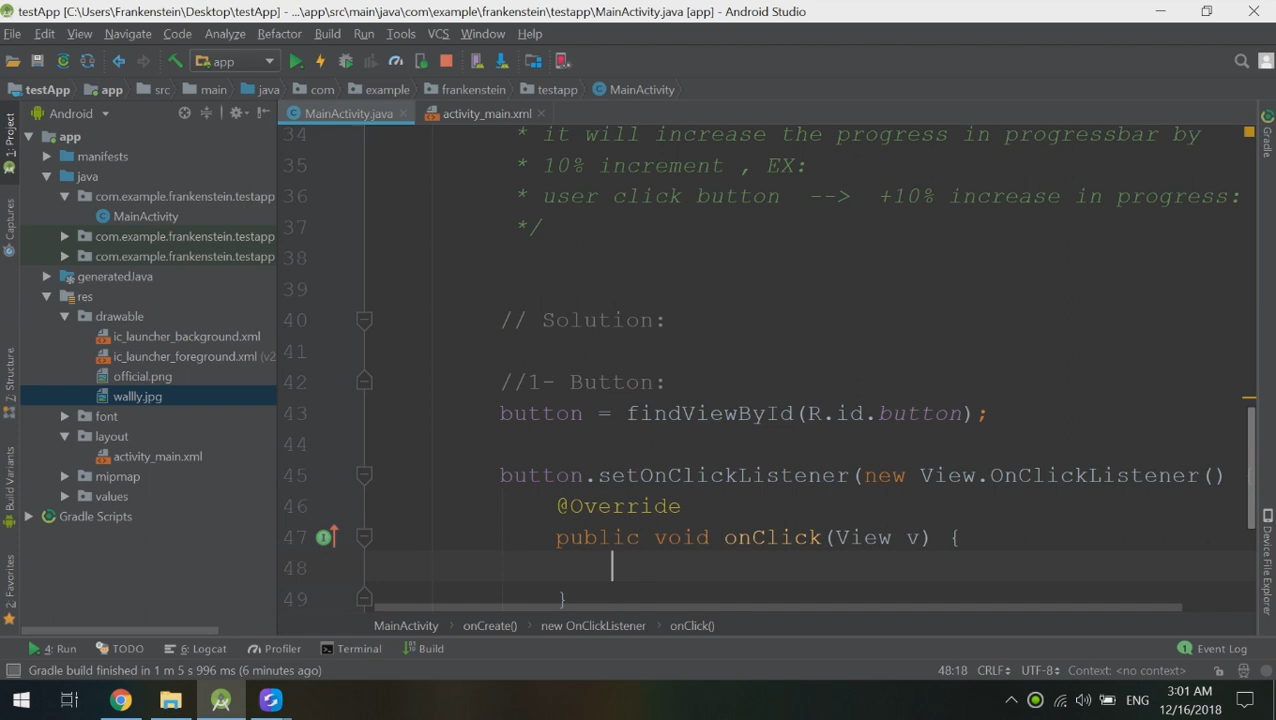 testApp [C:\Users\Frankenstein\Desktop\testApp] - ...\app\src\main\java\com\example\frankenstein\testapp\MainActivity.java [app] - Android Studio
File Edit View Navigate Code Analyze Refactor Build Run Tools VCS Window Help
app
testApp app src main java com example frankenstein testapp MainActivity
Android
MainActivity.java activity_main.xml
1: Project
Captures
7: Structure
Build Variants
2: Favorites
app
manifests
java
com.example.frankenstein.testapp
MainActivity
com.example.frankenstein.testapp
com.example.frankenstein.testapp
generatedJava
res
drawable
ic_launcher_background.xml
ic_launcher_foreground.xml (v2
official.png
wallly.jpg
font
layout
activity_main.xml
mipmap
values
Gradle Scripts
34 * it will increase the progress in progressbar by
35 * 10% increment , EX:
36 * user click button --> +10% increase in progress:
37 */
38
39
40 // Solution:
41
42 //1- Button:
43 button = findViewById(R.id.button);
44
45 button.setOnClickListener(new View.OnClickListener() {
46 @Override
47 public void onClick(View v) {
48
49 }
Gradle
Device File Explorer
MainActivity onCreate() new OnClickListener onClick()
4: Run TODO 6: Logcat Profiler Terminal Build Event Log
1
Gradle build finished in 1 m 5 s 996 ms (6 minutes ago) 48:18 CRLF UTF-8 Context: <no context>
ENG
3:01 AM
12/16/2018